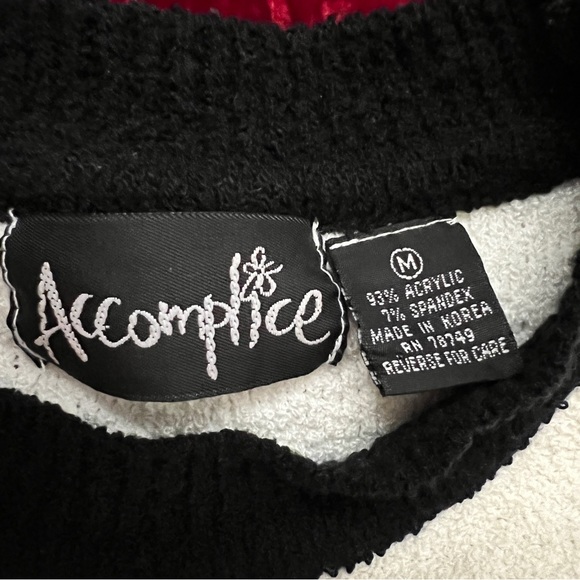 Accomplice
M
93% ACRYLIC
7% SPANDEX
MADE IN KOREA
RN 78749
REVERSE FOR CARE